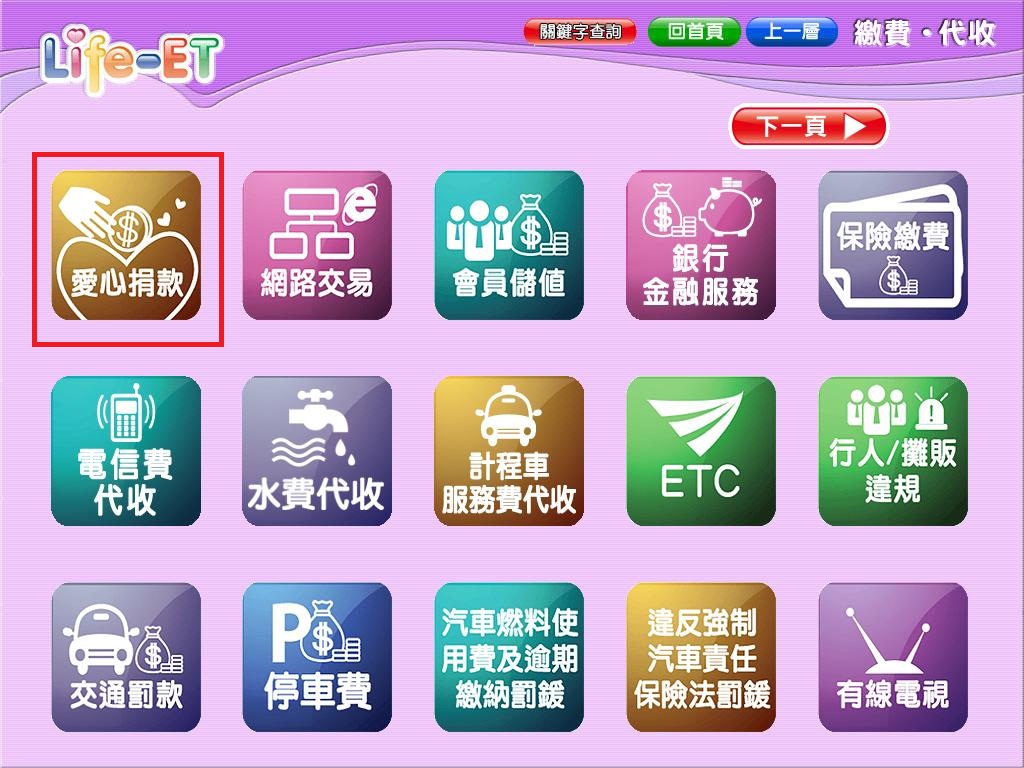 Life-ET
關鍵字查詢
回首頁
上一層
繳費・代收
下一頁
愛心捐款
網路交易
會員儲值
銀行
金融服務
保險繳費
電信費
代收
水費代收
計程車
服務費代收
ETC
行人/攤販
違規
交通罰款
P
停車費
汽車燃料使
用費及逾期
繳納罰鍰
違反強制
汽車責任
保險法罰鍰
有線電視